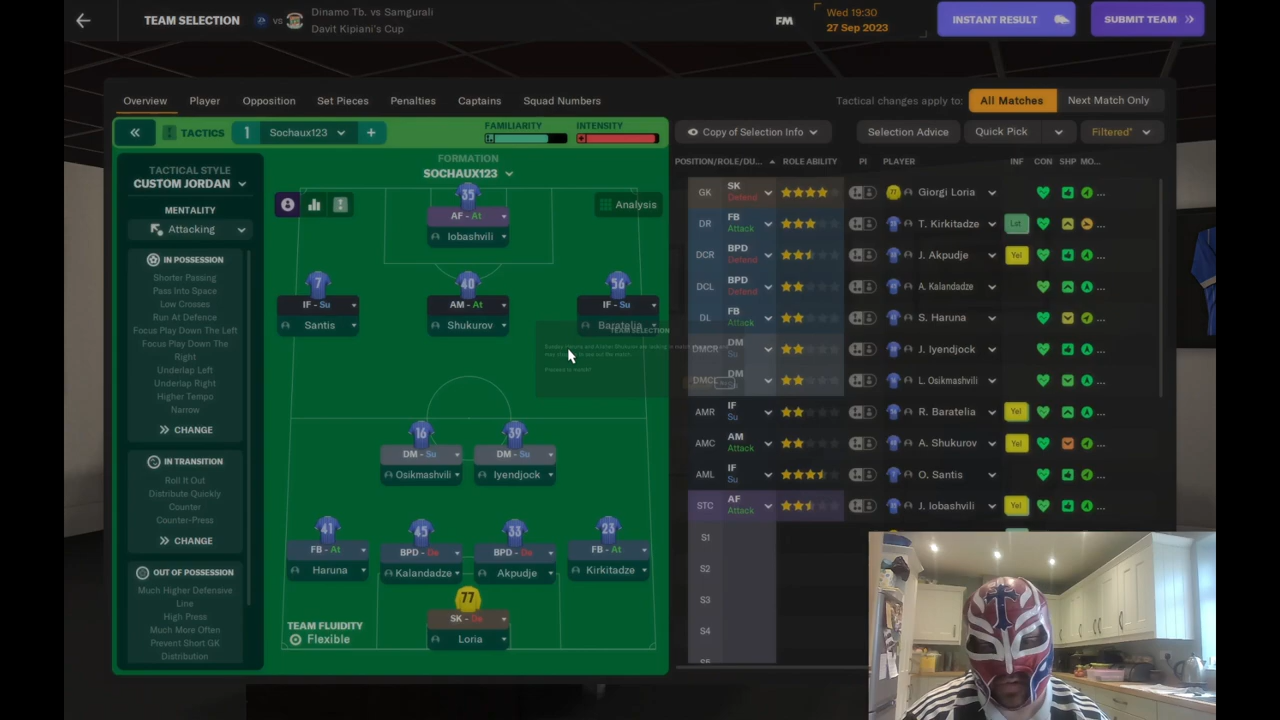 TEAM SELECTION
vs
Dinamo Tb. vs Samgurali
Davit Kipiani's Cup
FM
Wed 19:30
27 Sep 2023
INSTANT RESULT
SUBMIT TEAM
Overview
Player
Opposition
Set Pieces
Penalties
Captains
Squad Numbers
Tactical changes apply to:
All Matches
Next Match Only
TACTICS
1
Sochaux123
FAMILIARITY
INTENSITY
Copy of Selection Info
Selection Advice
Quick Pick
Filtered*
TACTICAL STYLE
CUSTOM JORDAN
MENTALITY
Attacking
IN POSSESSION
Shorter Passing
Pass Into Space
Low Crosses
Run At Defence
Focus Play Down The Left
Focus Play Down The
Right
Underlap Left
Underlap Right
Higher Tempo
Narrow
CHANGE
IN TRANSITION
Roll It Out
Distribute Quickly
Counter
Counter-Press
CHANGE
OUT OF POSSESSION
Much Higher Defensive
Line
High Press
Much More Often
Prevent Short GK
Distribution
FORMATION
SOCHAUX123
Analysis
35
AF - At
Iobashvili
7
IF - Su
Santis
40
AM - At
Shukurov
56
IF - Su
Baratelia
TEAM SELECTION
16
DM - Su
Osikmashvili
39
DM - Su
Iyendjock
41
FB - At
Haruna
45
BPD - De
Kalandadze
33
BPD - De
Akpudje
23
FB - At
Kirkitadze
77
SK - De
Loria
TEAM FLUIDITY
Flexible
POSITION/ROLE/DU... ROLE ABILITY PI PLAYER INF CON SHP MO...
GK SK Defend Giorgi Loria ...
DR FB Attack T. Kirkitadze Lst ...
DCR BPD Defend J. Akpudje Yel ...
DCL BPD Defend A. Kalandadze ...
DL FB Attack S. Haruna ...
DMCR DM Su J. Iyendjock ...
DMCL DM Su L. Osikmashvili ...
AMR IF Su R. Baratelia Yel ...
AMC AM Attack A. Shukurov Yel ...
AML IF Su O. Santis ...
STC AF Attack J. Iobashvili Yel ...
S1
S2
S3
S4